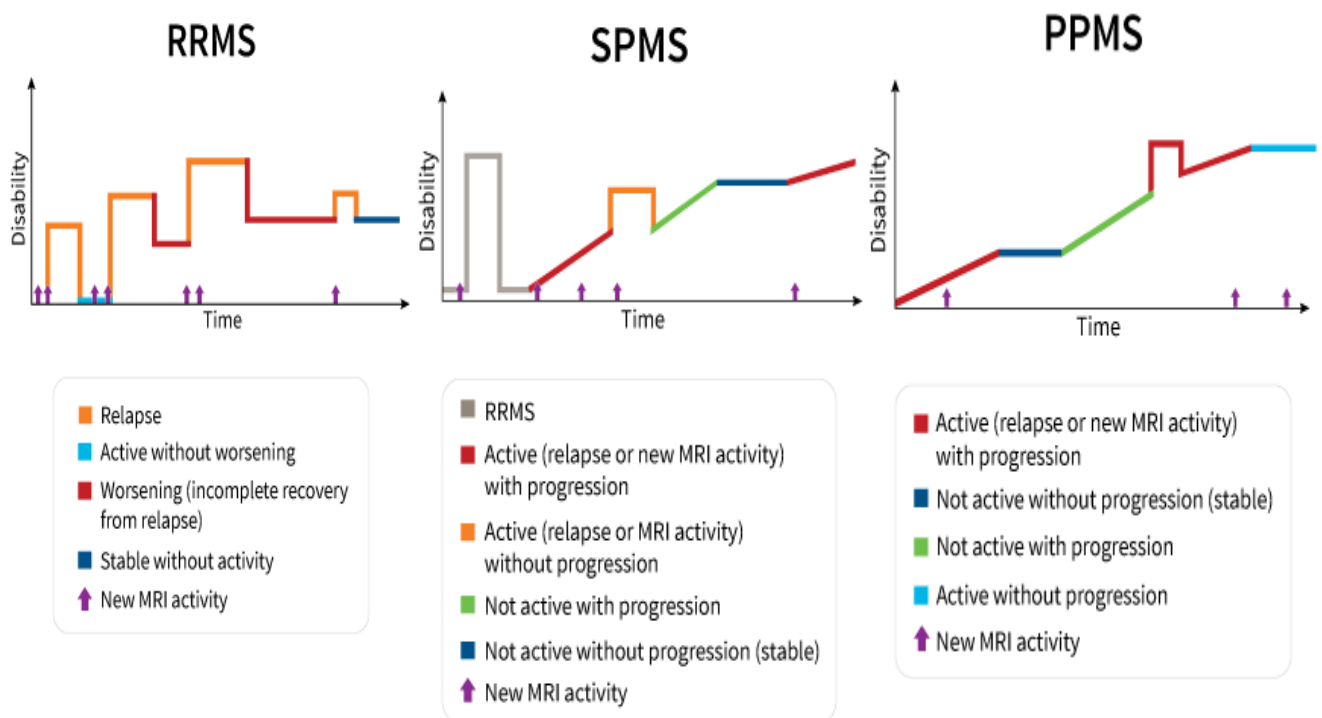 RRMS
Disability
Time
Relapse
Active without worsening
Worsening (incomplete recovery
from relapse)
Stable without activity
New MRI activity
SPMS
Disability
Time
RRMS
Active (relapse or new MRI activity)
with progression
Active (relapse or MRI activity)
without progression
Not active with progression
Not active without progression (stable)
New MRI activity
PPMS
Disability
Time
Active (relapse or new MRI activity)
with progression
Not active without progression (stable)
Not active with progression
Active without progression
New MRI activity